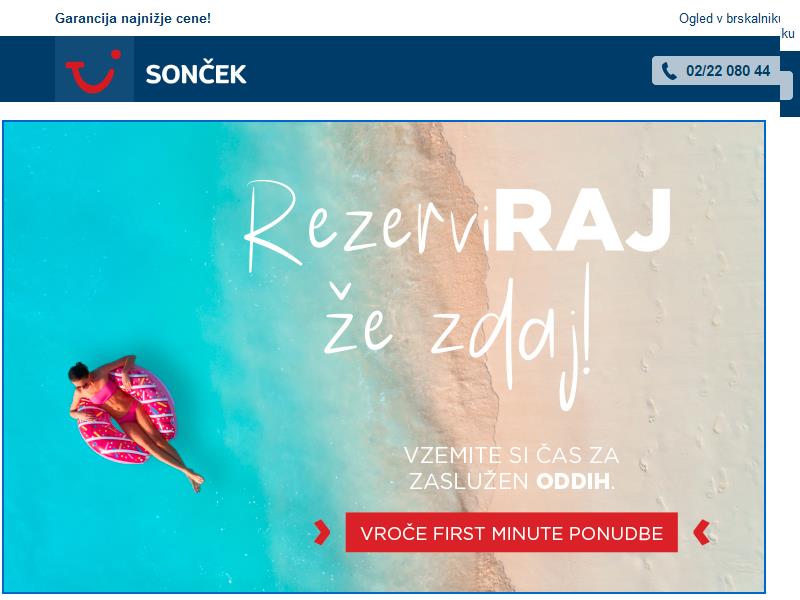 Garancija najnižje cene!
Ogled v brskalniku
ku
SONČEK
02/22 080 44
RezerviRAJ
že zdaj!
VZEMITE SI ČAS ZA
ZASLUŽEN ODDIH.
VROČE FIRST MINUTE PONUDBE